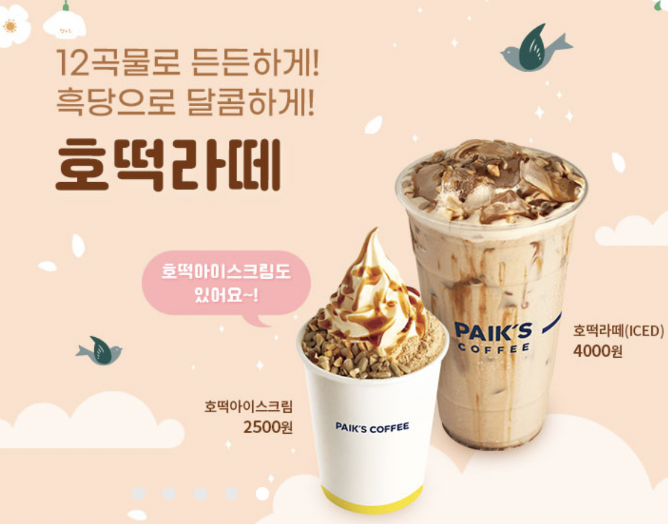 12곡물로 든든하게!
흑당으로 달콤하게!
호떡라떼
호떡아이스크림도
있어요~!
PAIK'S
COFFEE
호떡라떼(ICED)
4000원
호떡아이스크림
2500원
PAIK'S COFFEE